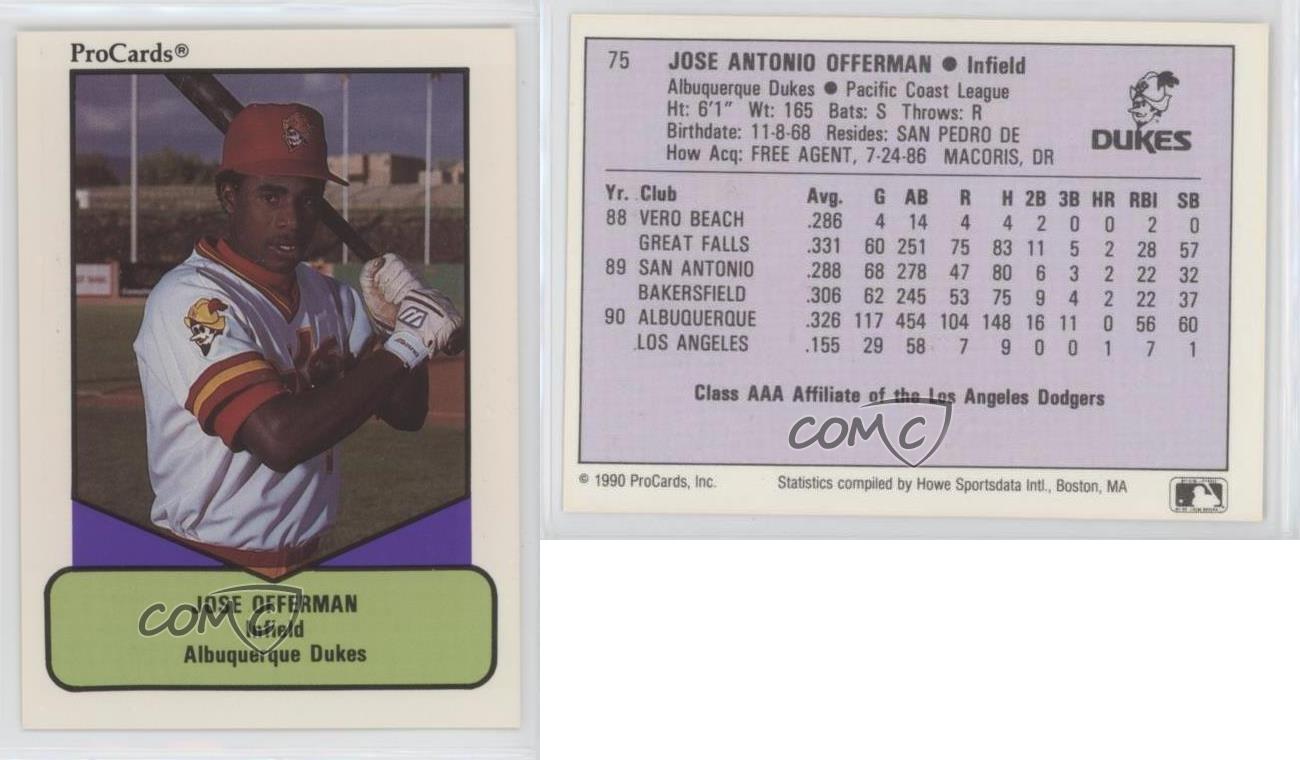 ProCards®
JOSE OFFERMAN
Infield
Albuquerque Dukes
COMC
75 JOSE ANTONIO OFFERMAN ● Infield
Albuquerque Dukes ● Pacific Coast League
Ht: 6'1" Wt: 165 Bats: S Throws: R
Birthdate: 11-8-68 Resides: SAN PEDRO DE
How Acq: FREE AGENT, 7-24-86 MACORIS, DR
DUKES
Yr. Club Avg. G AB R H 2B 3B HR RBI SB
88 VERO BEACH .286 4 14 4 4 2 0 0 2 0
GREAT FALLS .331 60 251 75 83 11 5 2 28 57
89 SAN ANTONIO .288 68 278 47 80 6 3 2 22 32
BAKERSFIELD .306 62 245 53 75 9 4 2 22 37
90 ALBUQUERQUE .326 117 454 104 148 16 11 0 56 60
LOS ANGELES .155 29 58 7 9 0 0 1 7 1
Class AAA Affiliate of the Los Angeles Dodgers
COMC
© 1990 ProCards, Inc. Statistics compiled by Howe Sportsdata Intl., Boston, MA